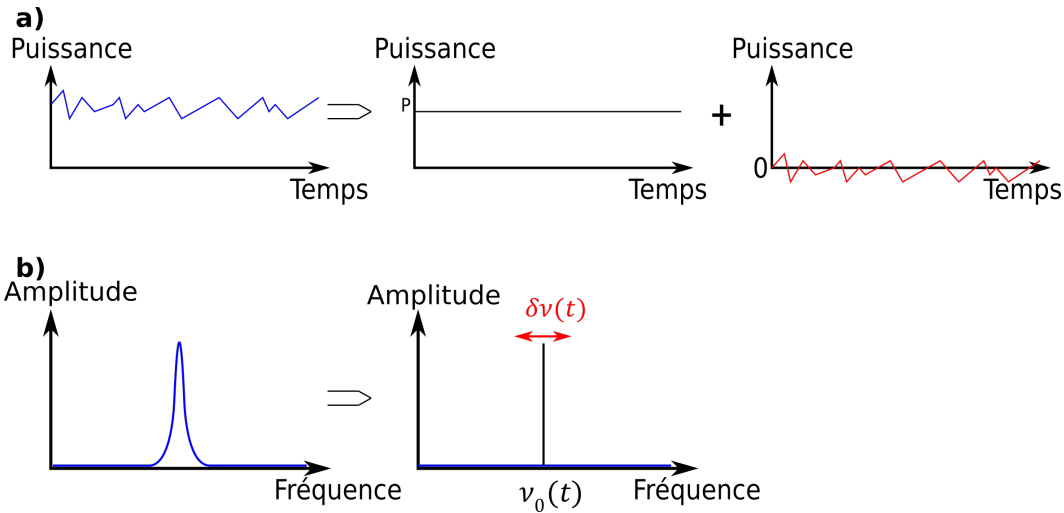 a)
Puissance
Temps
Puissance
P
Temps
+
Puissance
0
Temps
b)
Amplitude
Fréquence
Amplitude
δν(t)
ν₀(t)
Fréquence